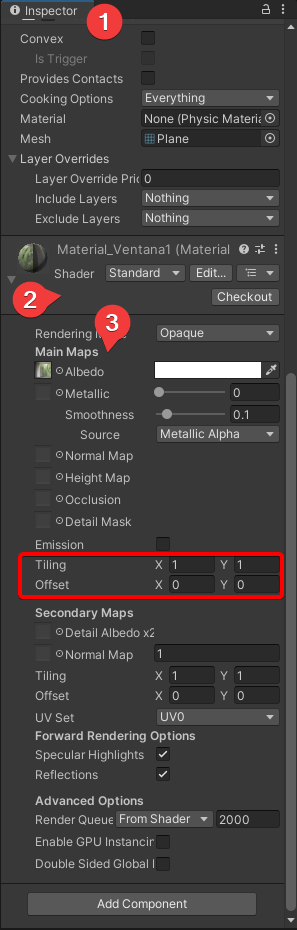 Inspector
1
Convex
Is Trigger
Provides Contacts
Cooking Options Everything
Material None (Physic Materia
Mesh Plane
Layer Overrides
Layer Override Pric 0
Include Layers Nothing
Exclude Layers Nothing
Material_Ventana1 (Material
Shader Standard Edit...
2 Checkout
3
Rendering Opaque
Main Maps
Albedo
Metallic 0
Smoothness 0.1
Source Metallic Alpha
Normal Map
Height Map
Occlusion
Detail Mask
Emission
Tiling X 1 Y 1
Offset X 0 Y 0
Secondary Maps
Detail Albedo x2
Normal Map 1
Tiling X 1 Y 1
Offset X 0 Y 0
UV Set UV0
Forward Rendering Options
Specular Highlights
Reflections
Advanced Options
Render Queue From Shader 2000
Enable GPU Instancin
Double Sided Global I
Add Component